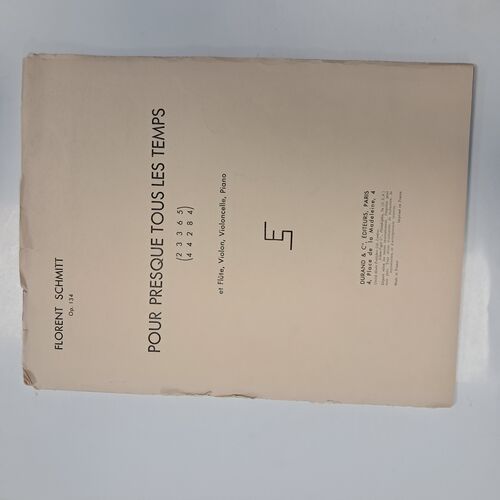 FLORENT SCHMITT
Op. 134
POUR PRESQUE TOUS LES TEMPS
(2 3 3 6 5)
(4 4 2 8 4)
et Flûte, Violon, Violoncelle, Piano
DURAND & Cie, ÉDITEURS, PARIS
4, Place de la Madeleine, 4